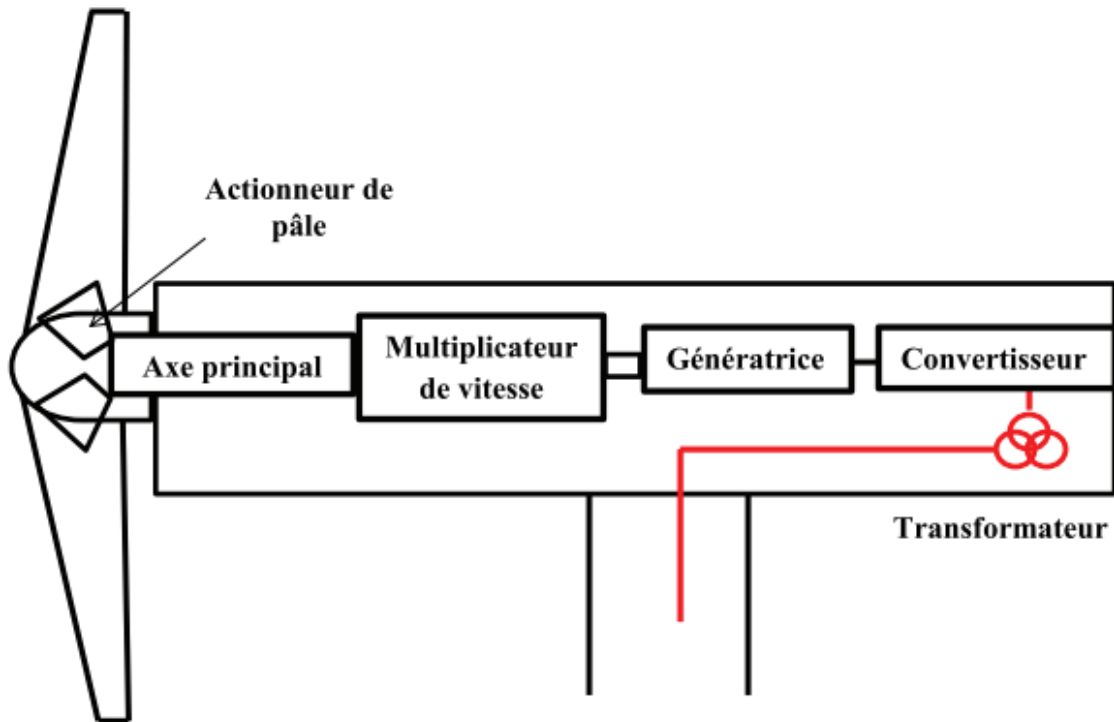 Actionneur de
pâle
Axe principal
Multiplicateur
de vitesse
Génératrice
Convertisseur
Transformateur